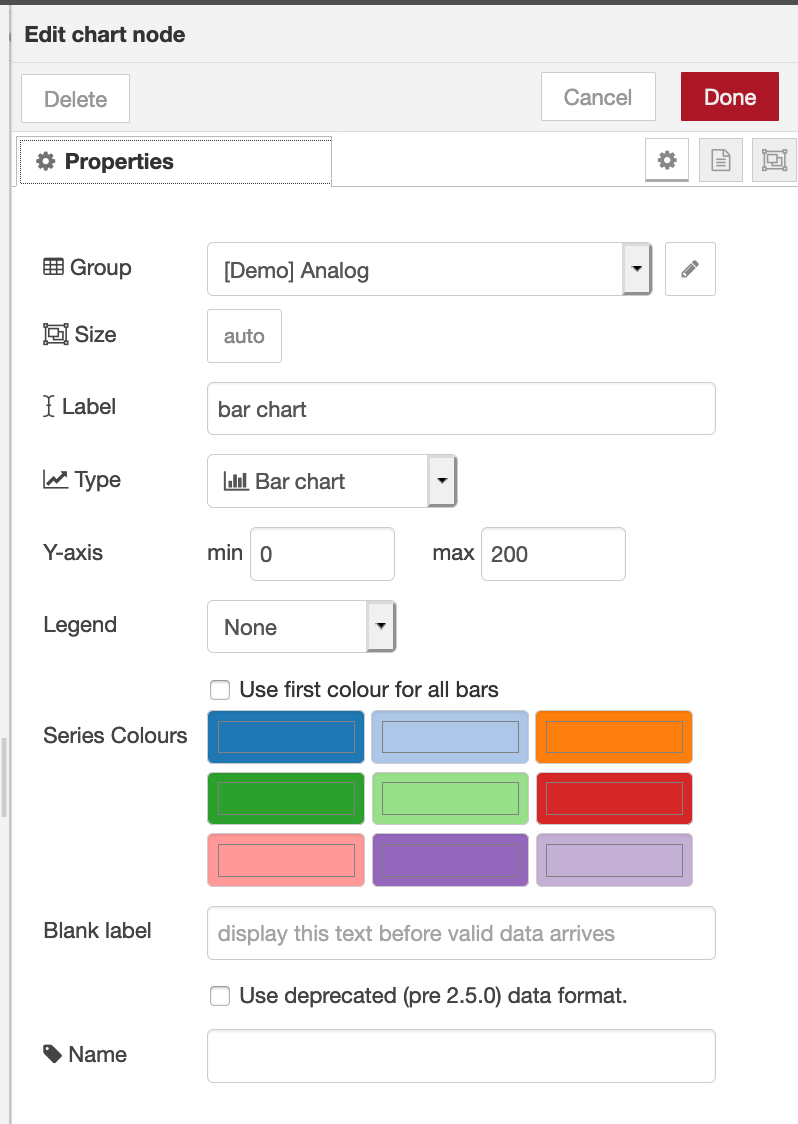 Edit chart node
Delete Cancel Done
Properties
Group [Demo] Analog
Size auto
Label bar chart
Type Bar chart
Y-axis min 0 max 200
Legend None
Use first colour for all bars
Series Colours
Blank label display this text before valid data arrives
Use deprecated (pre 2.5.0) data format.
Name